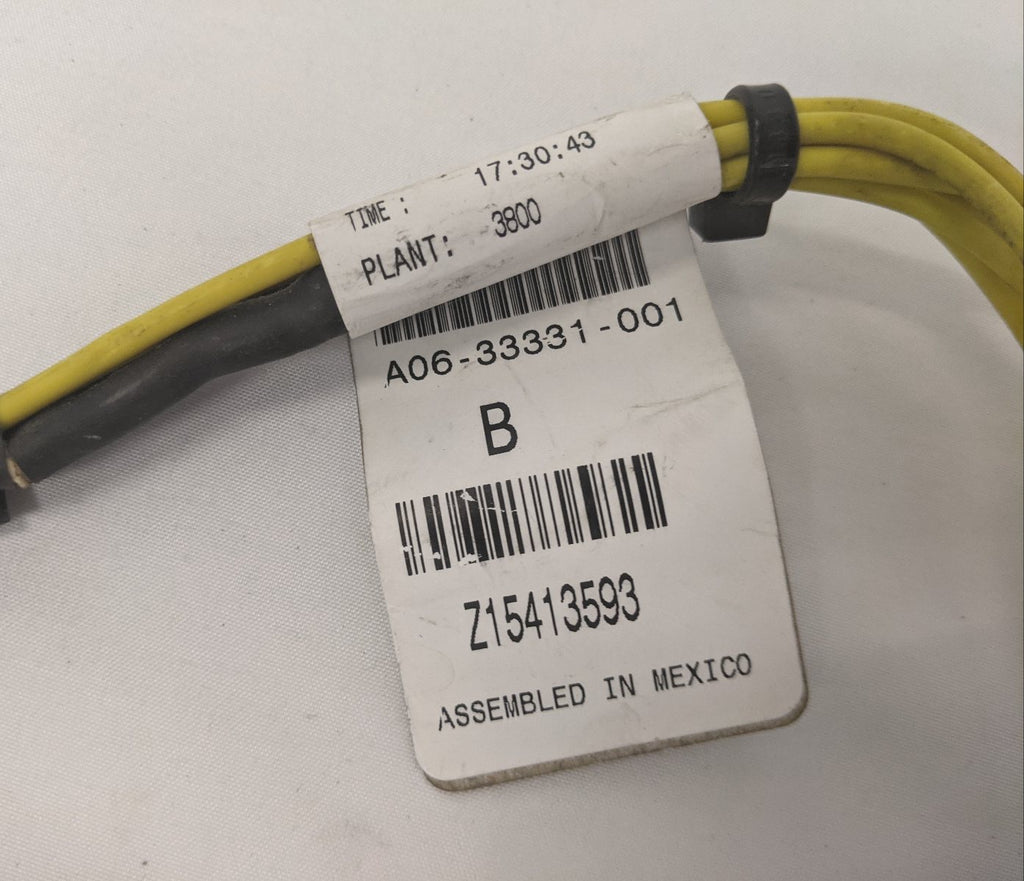 TIME : 17:30:43
PLANT: 3800
A06-33331-001
B
Z15413593
ASSEMBLED IN MEXICO